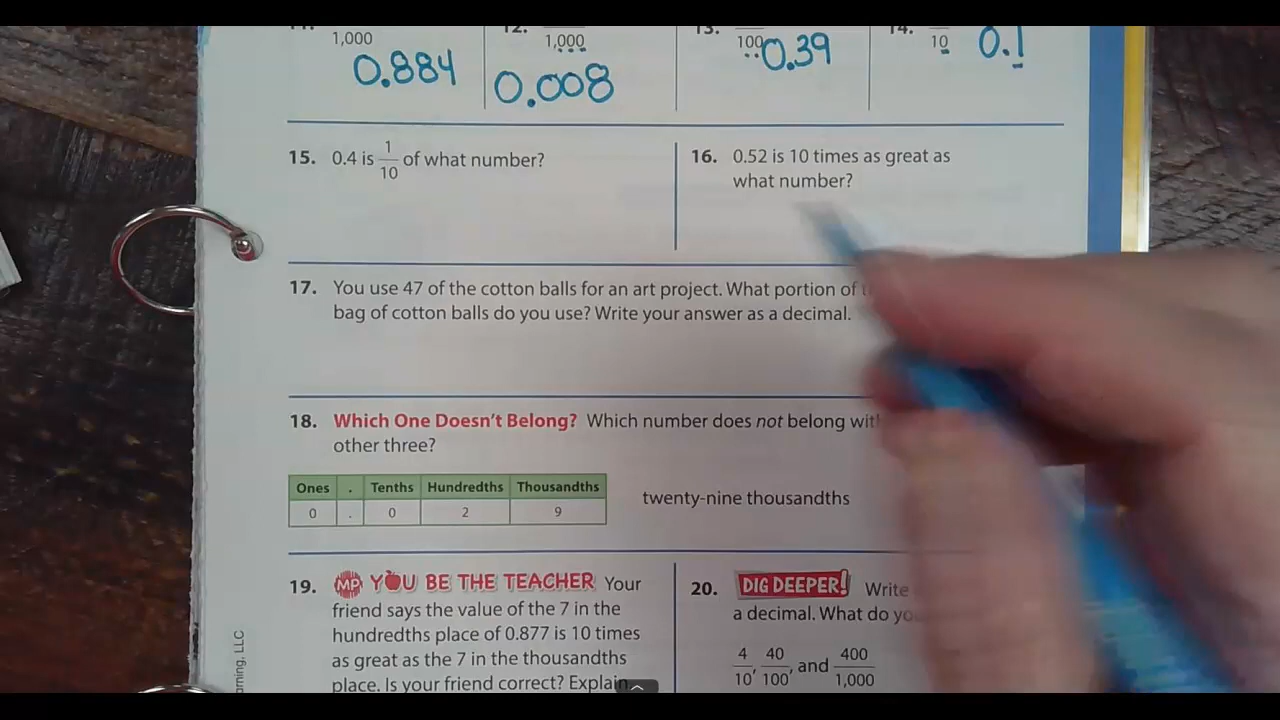 12.
13.
14.
1,000
1,000
100
10
0.884
0.008
0.39
0.1
15. 0.4 is 1/10 of what number?
16. 0.52 is 10 times as great as
what number?
17. You use 47 of the cotton balls for an art project. What portion of
bag of cotton balls do you use? Write your answer as a decimal.
18. Which One Doesn't Belong? Which number does not belong with
other three?
Ones . Tenths Hundredths Thousandths
0 . 0 2 9
twenty-nine thousandths
19. MP YOU BE THE TEACHER Your
friend says the value of the 7 in the
hundredths place of 0.877 is 10 times
as great as the 7 in the thousandths
place. Is your friend correct? Explain.
20. DIG DEEPER! Write
a decimal. What do
4/10, 40/100, and 400/1,000
LLC